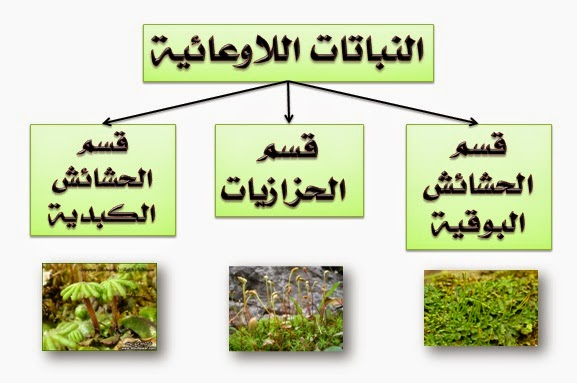 النباتات اللاوعائية
قسم
الحشائش
البوقية
قسم
الحزازيات
قسم
الحشائش
الكبدية